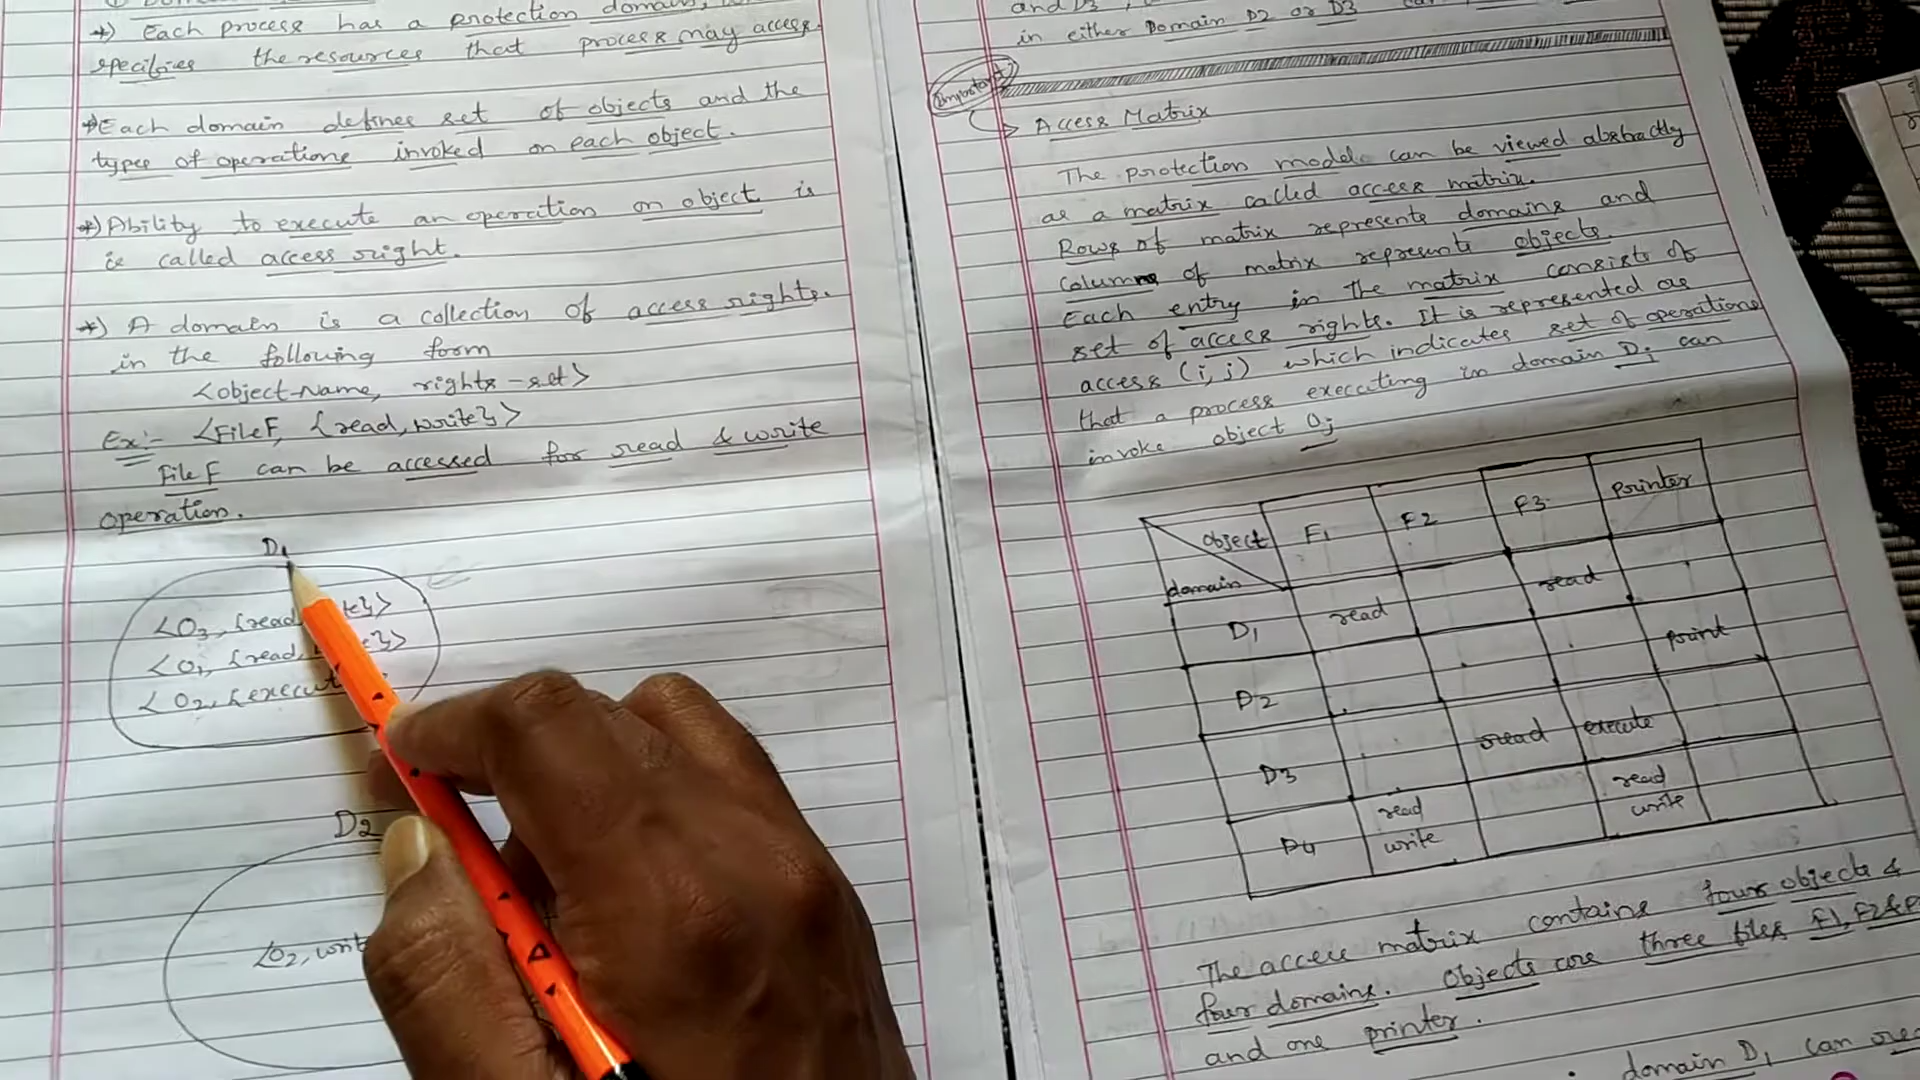 *) Each process has a protection domain,
specifies the resources that process may access.
*) Each domain defines set of objects and the
types of operations invoked on each object.
*) Ability to execute an operation on object is
is called access right.
*) A domain is a collection of access rights.
in the following form
<object-Name, rights-set>
Ex:- <FileF, {read, write}>
File F can be accessed for read & write
operation.
D1
<O3, {read,
<O1, {read,
<O2, {execut
D2
<O2, writ
and D3,
in either Domain D2 or D3
Important
Access Matrix
The protection model can be viewed abstractly
as a matrix called access matrix.
Rows of matrix represents domains and
columns of matrix represents objects.
Each entry in the matrix consists of
set of access rights. It is represented as
access (i, j) which indicates set of operations
that a process executing in domain Di can
invoke object Oj
object F1 F2 F3 printer
domain
D1 read read
D2 print
D3 read execute
D4 read write read write
The access matrix contains four objects &
four domains. Objects are three files F1, F2 &
and one printer.
domain D1 can